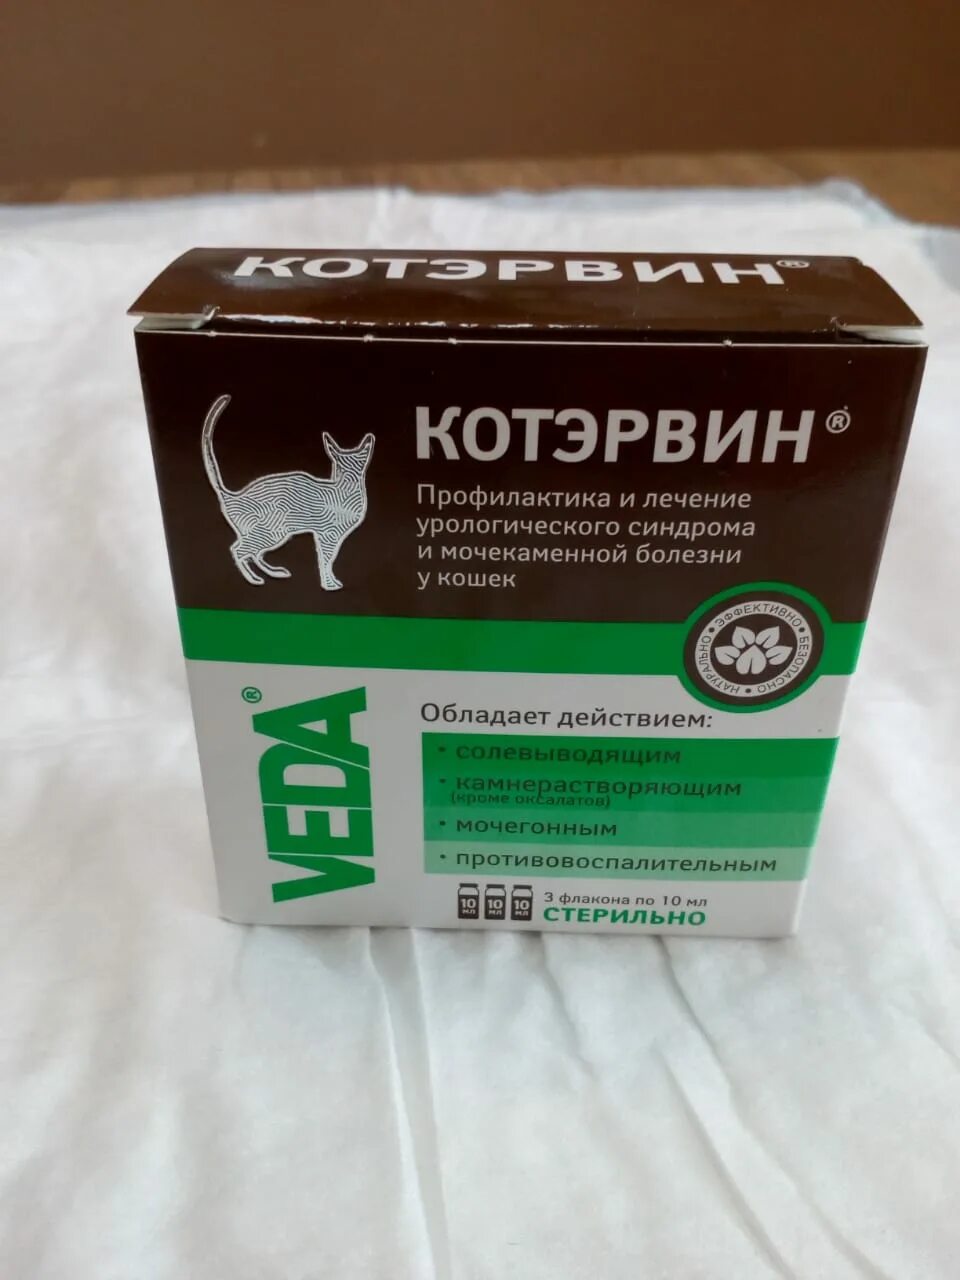 КОТЭРВИН®
КОТЭРВИН®
Профилактика и лечение
урологического синдрома
и мочекаменной болезни
у кошек
НАТУРАЛЬНО • ЭФФЕКТИВНО • БЕЗОПАСНО •
VEDA®
Обладает действием:
• солевыводящим
• камнерастворяющим
(кроме оксалатов)
• мочегонным
• противовоспалительным
10 мл 10 мл 10 мл
3 флакона по 10 мл
СТЕРИЛЬНО